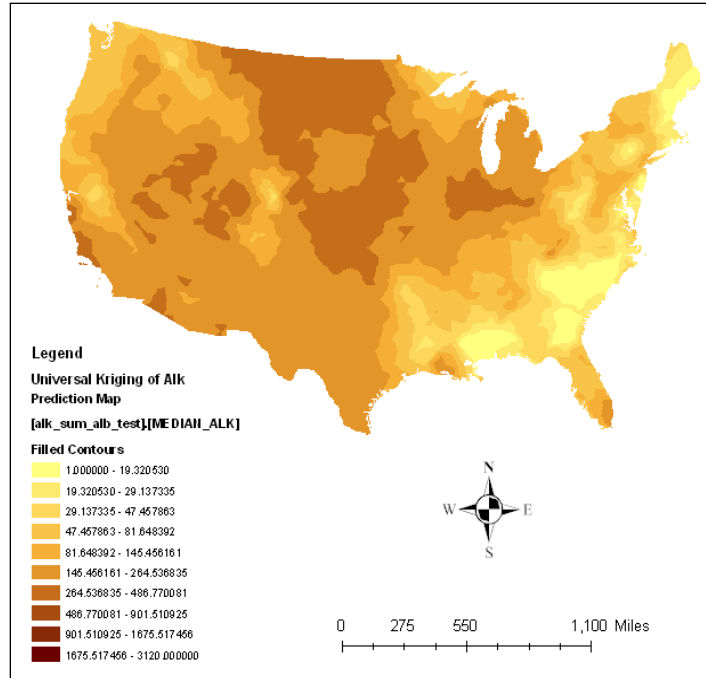 Legend
Universal Kriging of Alk
Prediction Map
[alk_sum_alb_test].[MEDIAN_ALK]
Filled Contours
1.000000 - 19.320530
19.320530 - 29.137335
29.137335 - 47.457863
47.457863 - 81.648392
81.648392 - 145.456161
145.456161 - 264.536835
264.536835 - 486.770081
486.770081 - 901.510925
901.510925 - 1675.517456
1675.517456 - 3120.000000
N
W E
S
0 275 550 1,100 Miles